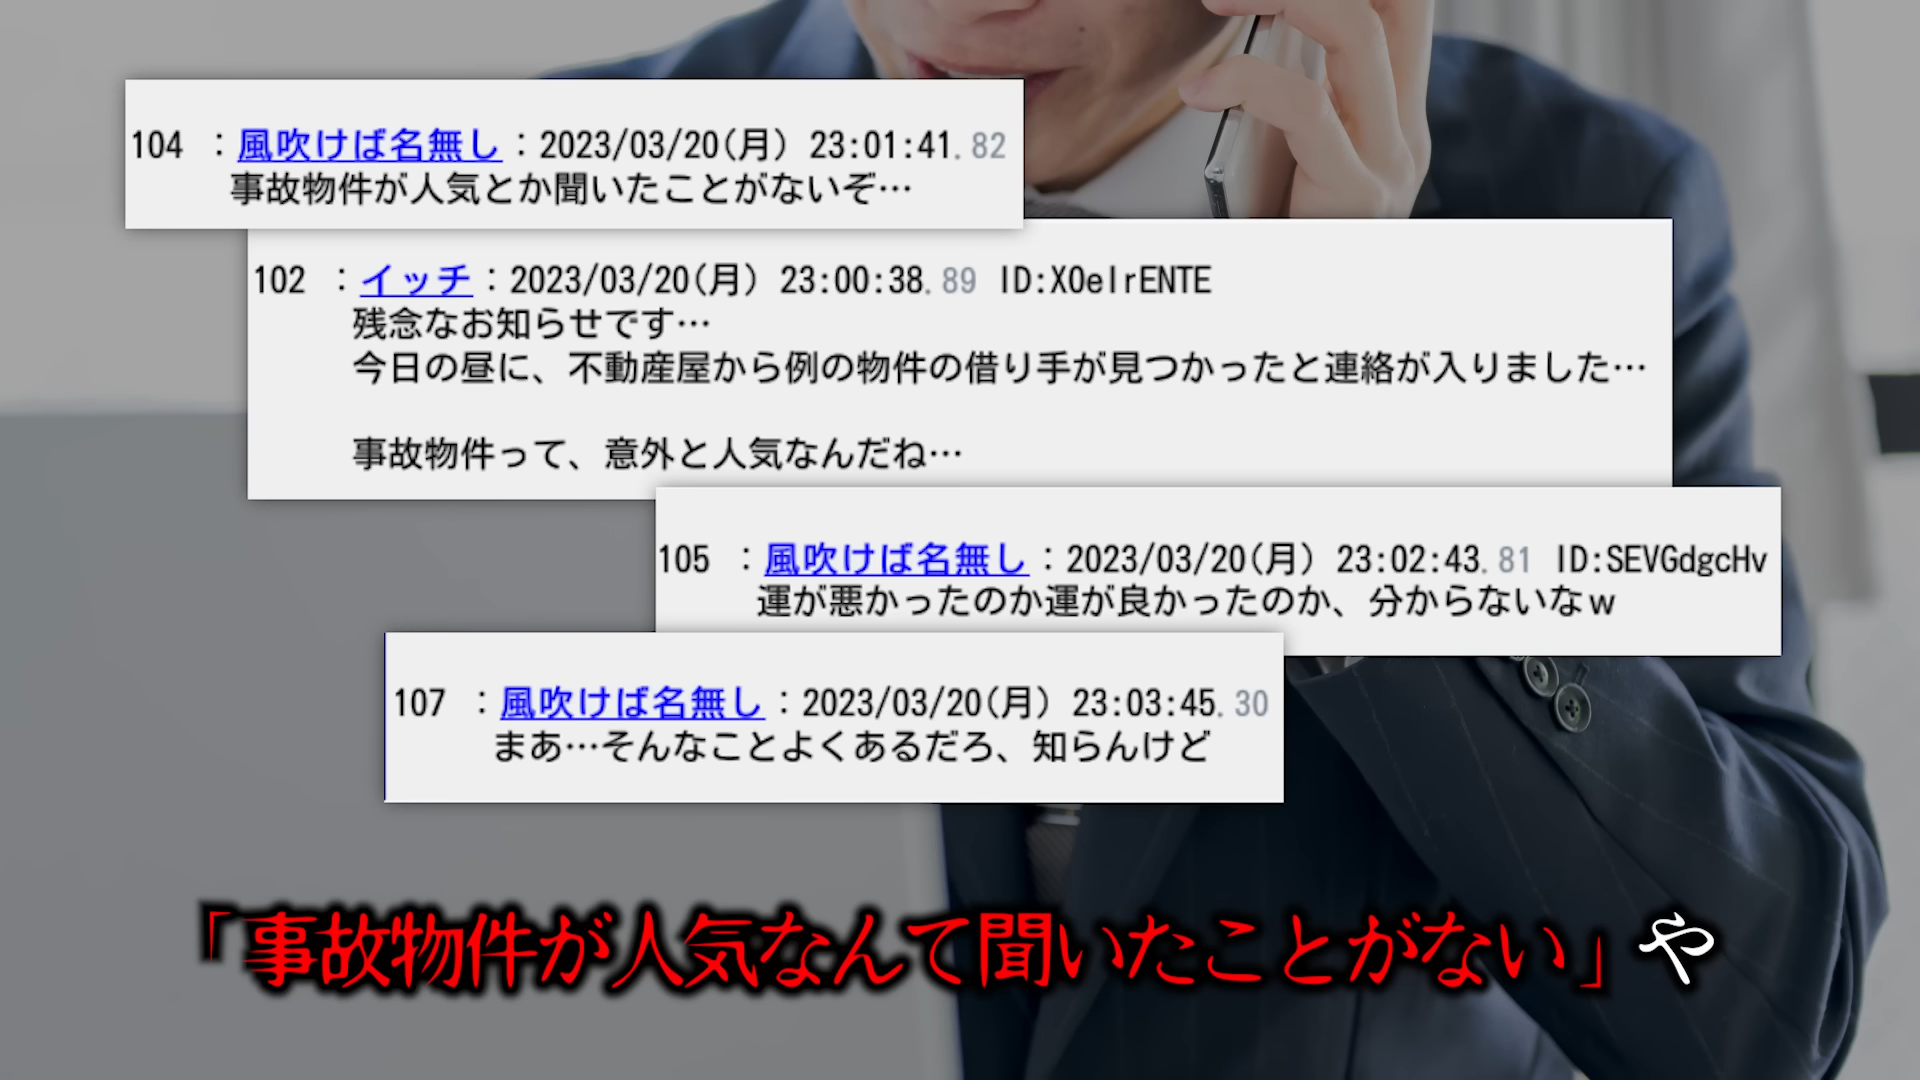 104 ：風吹けば名無し：2023/03/20(月) 23:01:41.82
事故物件が人気とか聞いたことがないぞ…
102 ：イッチ：2023/03/20(月) 23:00:38.89 ID:X0eIrENTE
残念なお知らせです…
今日の昼に、不動産屋から例の物件の借り手が見つかったと連絡が入りました…
事故物件って、意外と人気なんだね…
105 ：風吹けば名無し：2023/03/20(月) 23:02:43.81 ID:SEVGdgcHv
運が悪かったのか運が良かったのか、分からないなｗ
107 ：風吹けば名無し：2023/03/20(月) 23:03:45.30
まあ…そんなことよくあるだろ、知らんけど
「事故物件が人気なんて聞いたことがない」や